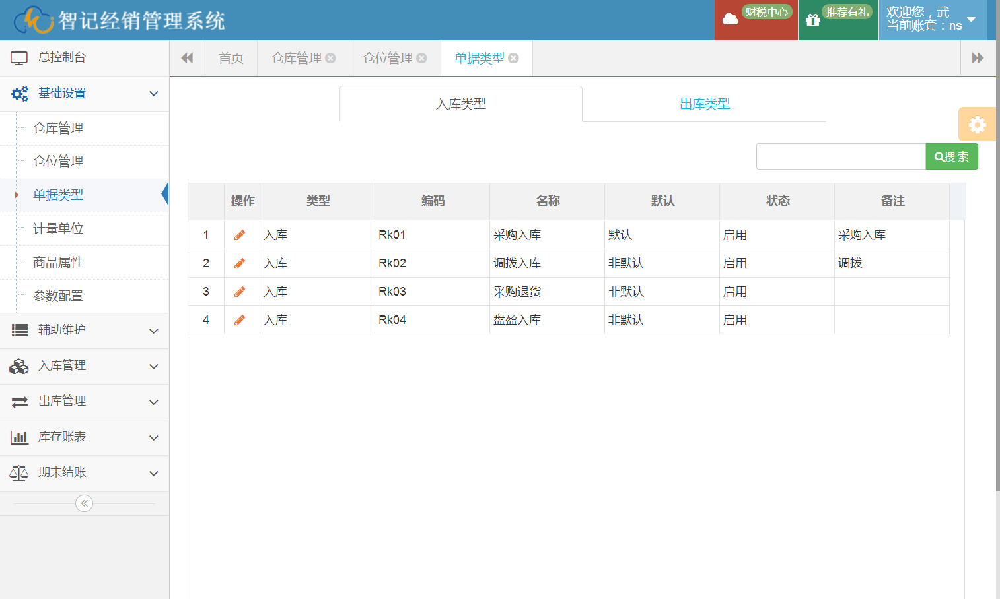 智记经销管理系统
财税中心
推荐有礼
欢迎您，武
当前账套：ns
总控制台
基础设置
仓库管理
仓位管理
单据类型
计量单位
商品属性
参数配置
辅助维护
入库管理
出库管理
库存账表
期末结账
首页 仓库管理 仓位管理 单据类型
入库类型 出库类型
搜 索
操作 类型 编码 名称 默认 状态 备注
1 入库 Rk01 采购入库 默认 启用 采购入库
2 入库 Rk02 调拨入库 非默认 启用 调拨
3 入库 Rk03 采购退货 非默认 启用
4 入库 Rk04 盘盈入库 非默认 启用